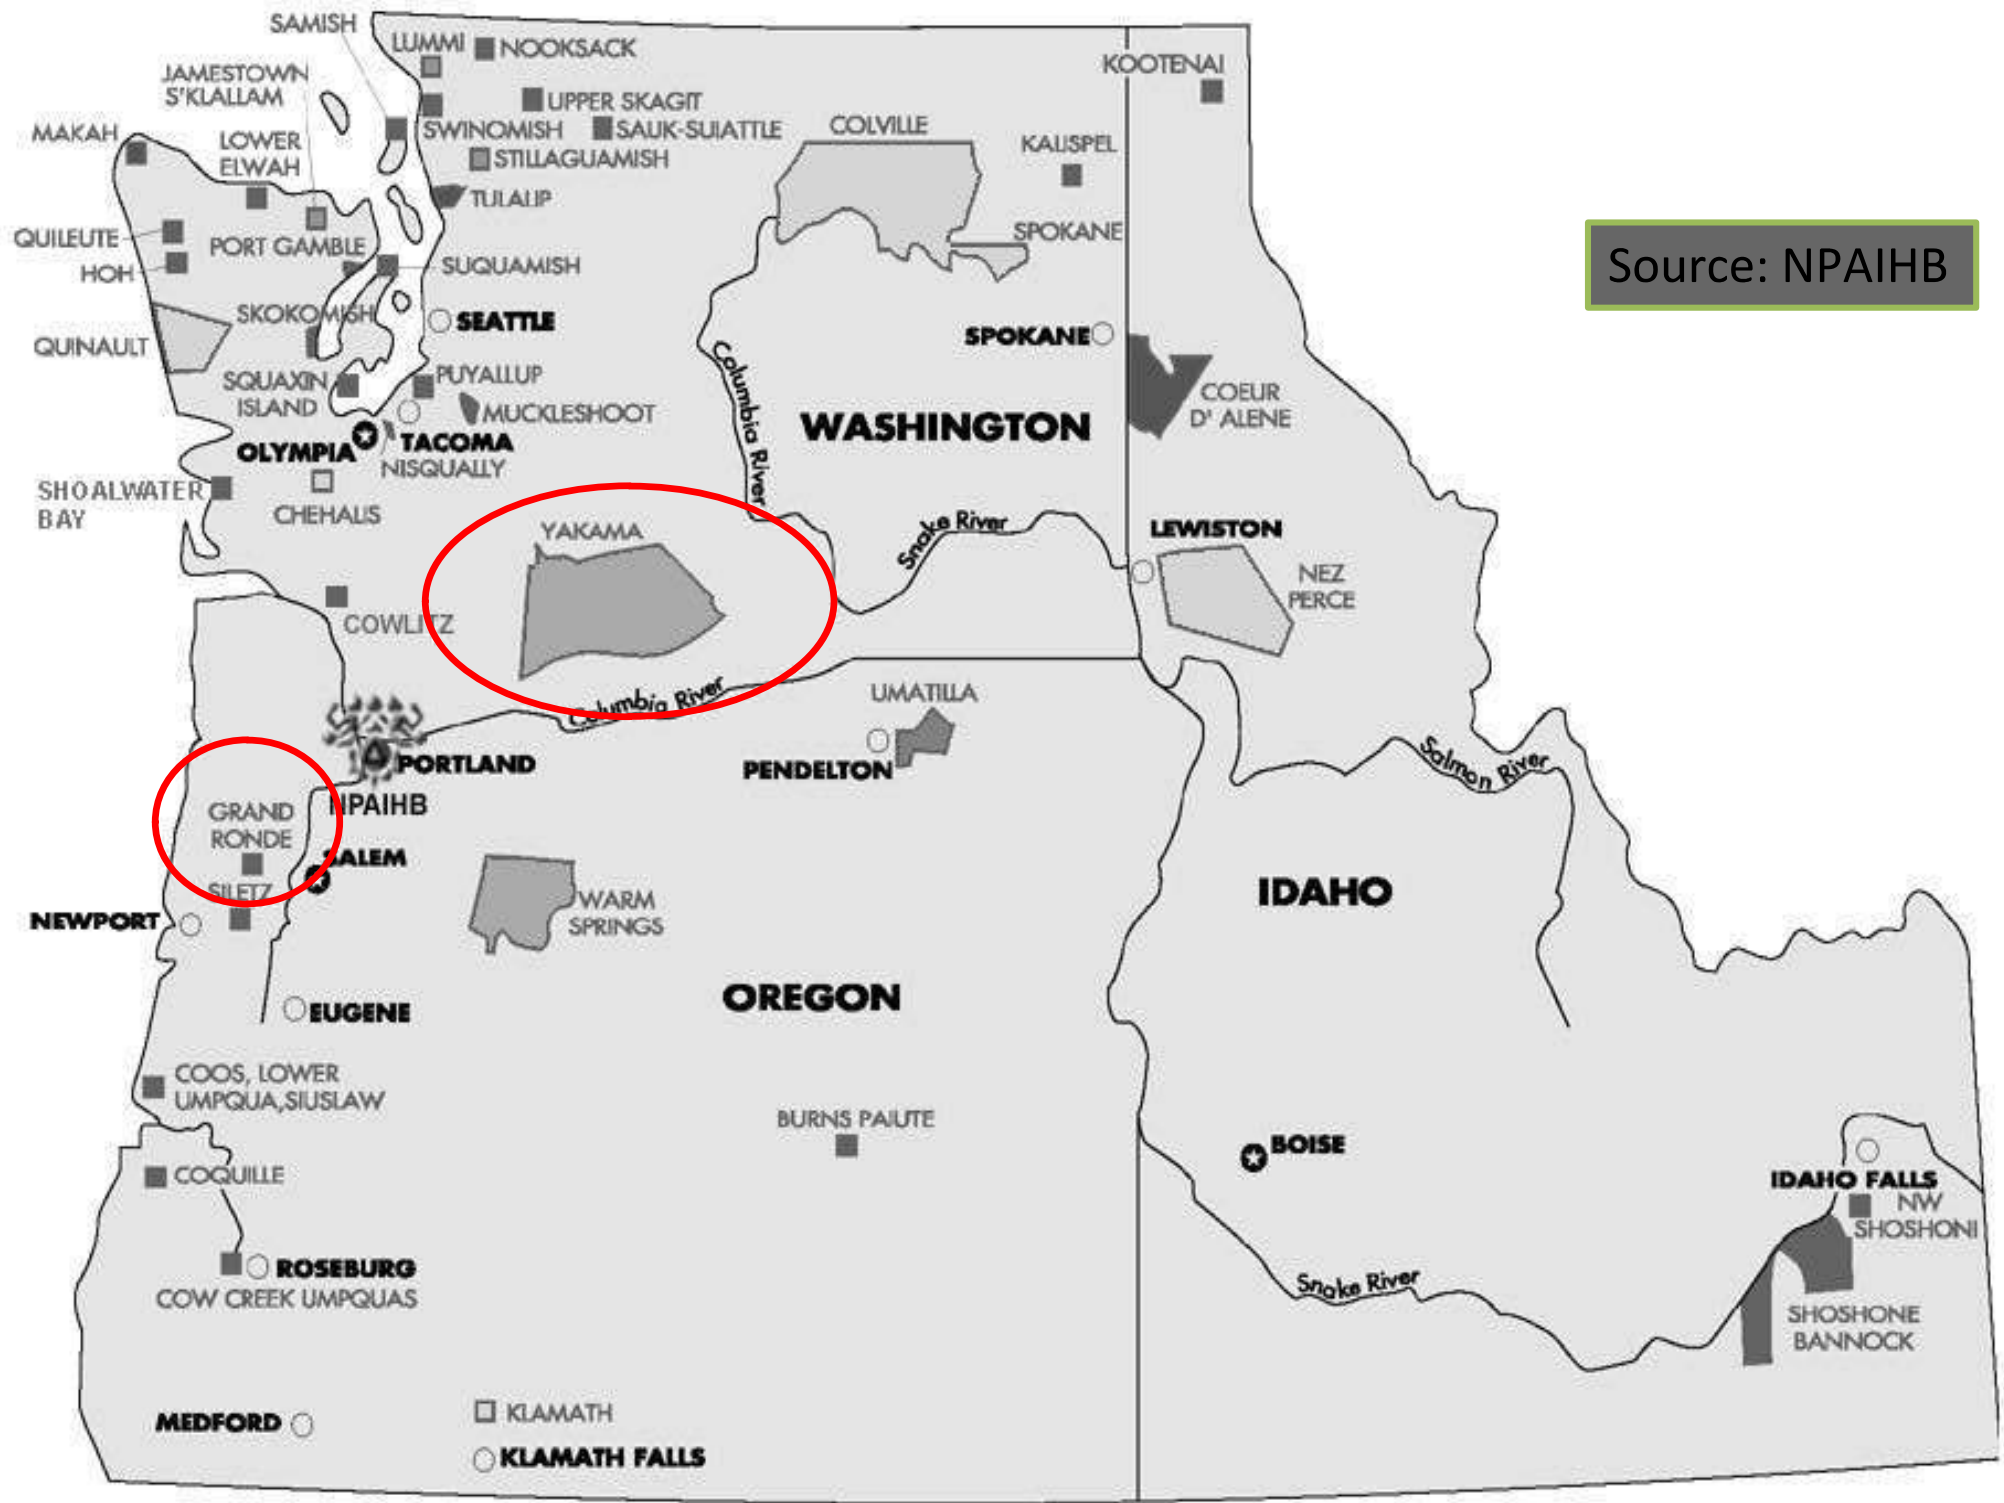 SAMISH
LUMMI
NOOKSACK
KOOTENAI
JAMESTOWN
S'KLALLAM
UPPER SKAGIT
MAKAH
LOWER
ELWAH
SWINOMISH
SAUK-SUIATTLE
COLVILLE
KALISPEL
STILLAGUAMISH
TULALIP
QUILEUTE
PORT GAMBLE
SPOKANE
HOH
SUQUAMISH
Source: NPAIHB
SKOKOMISH
SEATTLE
SPOKANE
QUINAULT
SQUAXIN
ISLAND
PUYALLUP
MUCKLESHOOT
Columbia River
WASHINGTON
COEUR
D' ALENE
OLYMPIA
TACOMA
NISQUALLY
SHOALWATER
BAY
CHEHALIS
YAKAMA
Snake River
LEWISTON
NEZ
PERCE
COWLITZ
Columbia River
UMATILLA
PORTLAND
PENDELTON
Salmon River
NPAIHB
GRAND
RONDE
SALEM
SILETZ
NEWPORT
WARM
SPRINGS
IDAHO
OREGON
EUGENE
COOS, LOWER
UMPQUA,SIUSLAW
BURNS PAIUTE
BOISE
COQUILLE
IDAHO FALLS
NW
SHOSHONI
ROSEBURG
COW CREEK UMPQUAS
Snake River
SHOSHONE
BANNOCK
MEDFORD
KLAMATH
KLAMATH FALLS